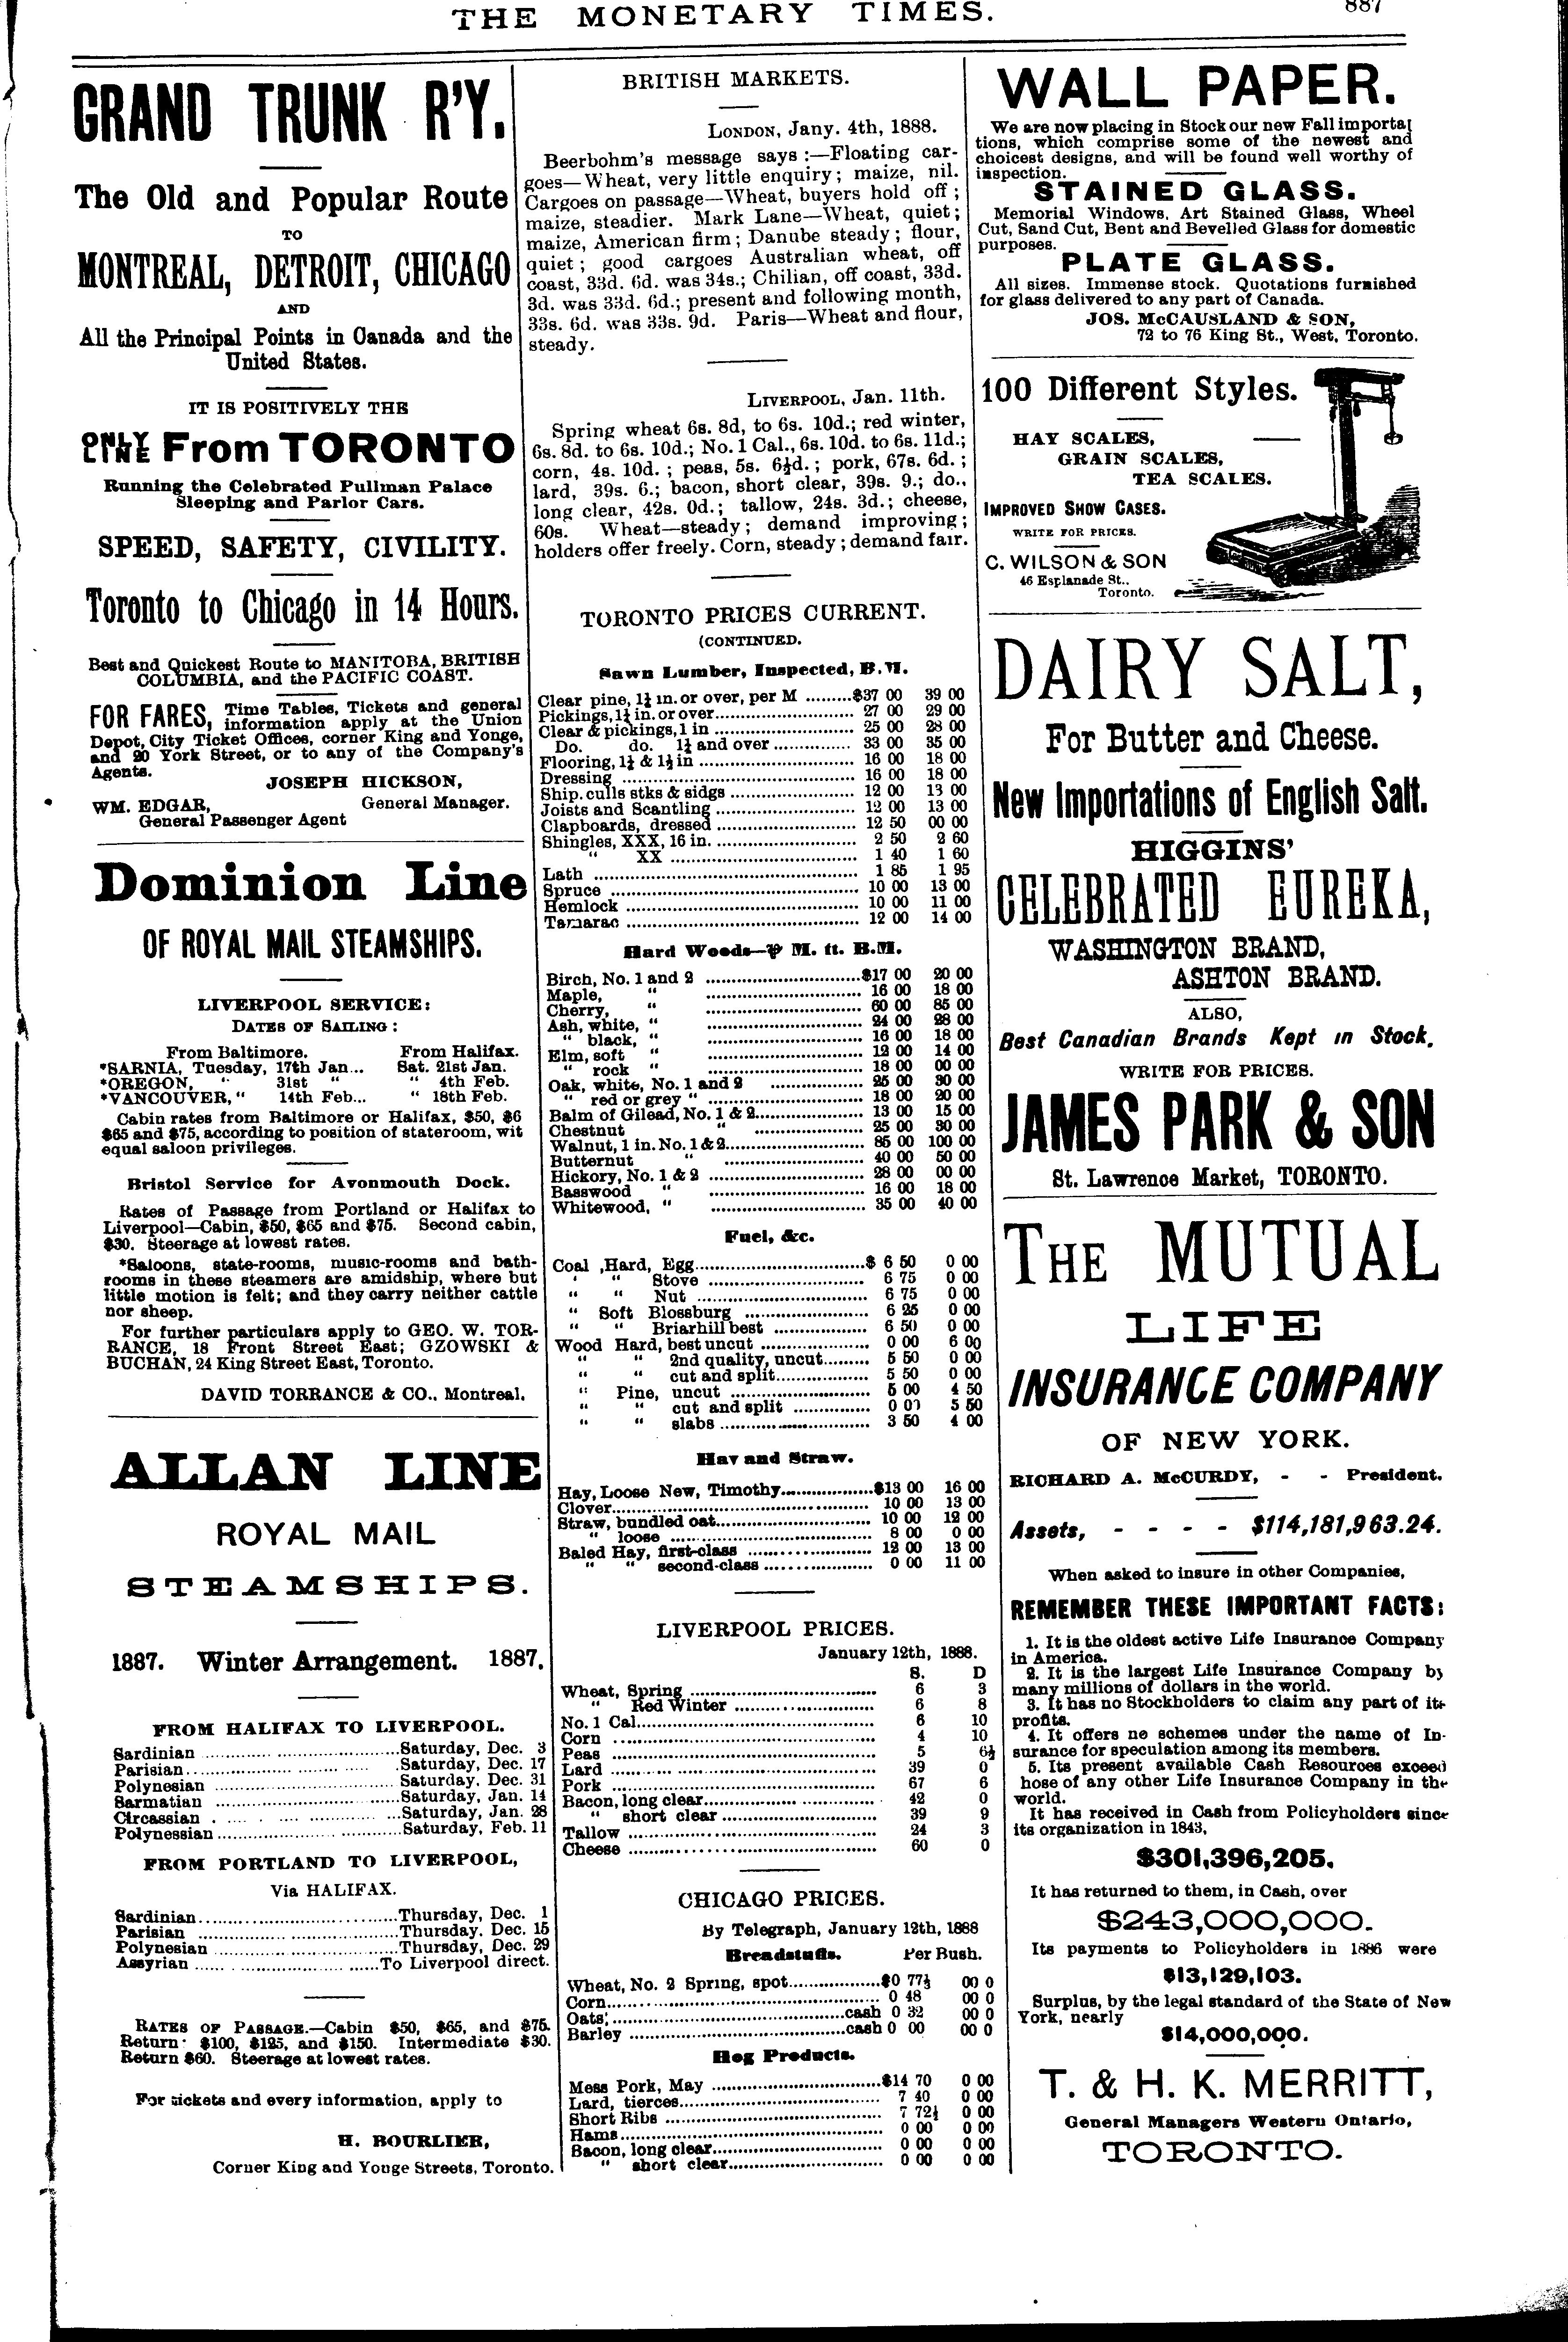 THE MONETARY TIMES.
887
GRAND TRUNK R'Y.
The Old and Popular Route
TO
MONTREAL, DETROIT, CHICAGO
AND
All the Principal Points in Canada and the
United States.
IT IS POSITIVELY THE
ONLY LINE From TORONTO
Running the Celebrated Pullman Palace
Sleeping and Parlor Cars.
SPEED, SAFETY, CIVILITY.
Toronto to Chicago in 14 Hours.
Best and Quickest Route to MANITOBA, BRITISH
COLUMBIA, and the PACIFIC COAST.
FOR FARES, Time Tables, Tickets and general
information apply at the Union
Depot, City Ticket Offices, corner King and Yonge,
and 20 York Street, or to any of the Company's
Agents.
JOSEPH HICKSON,
WM. EDGAR, General Manager.
General Passenger Agent
Dominion Line
OF ROYAL MAIL STEAMSHIPS.
LIVERPOOL SERVICE:
DATES OF SAILING:
From Baltimore. From Halifax.
*SARNIA, Tuesday, 17th Jan... Sat. 21st Jan.
*OREGON, " 31st " " 4th Feb.
*VANCOUVER, " 14th Feb... " 18th Feb.
Cabin rates from Baltimore or Halifax, $50, $6
$65 and $75, according to position of stateroom, wit
equal saloon privileges.
Bristol Service for Avonmouth Dock.
Rates of Passage from Portland or Halifax to
Liverpool—Cabin, $50, $65 and $75. Second cabin,
$30. Steerage at lowest rates.
*Saloons, state-rooms, music-rooms and bath-
rooms in these steamers are amidship, where but
little motion is felt; and they carry neither cattle
nor sheep.
For further particulars apply to GEO. W. TOR-
RANCE, 18 Front Street East; GZOWSKI &
BUCHAN, 24 King Street East, Toronto.
DAVID TORRANCE & CO., Montreal.
ALLAN LINE
ROYAL MAIL
STEAMSHIPS.
1887. Winter Arrangement. 1887.
FROM HALIFAX TO LIVERPOOL.
Sardinian ... Saturday, Dec. 3
Parisian ... Saturday, Dec. 17
Polynesian ... Saturday, Dec. 31
Sarmatian ... Saturday, Jan. 14
Circassian ... Saturday, Jan. 28
Polynessian ... Saturday, Feb. 11
FROM PORTLAND TO LIVERPOOL,
Via HALIFAX.
Sardinian ... Thursday, Dec. 1
Parisian ... Thursday. Dec. 15
Polynesian ... Thursday, Dec. 29
Assyrian ... To Liverpool direct.
RATES OF PASSAGE.—Cabin $50, $65, and $75.
Return $100, $125, and $150. Intermediate $30.
Return $60. Steerage at lowest rates.
For tickets and every information, apply to
H. BOURLIER,
Corner King and Yonge Streets, Toronto.
BRITISH MARKETS.
LONDON, Jany. 4th, 1888.
Beerbohm's message says:—Floating car-
goes—Wheat, very little enquiry; maize, nil.
Cargoes on passage—Wheat, buyers hold off;
maize, steadier. Mark Lane—Wheat, quiet;
maize, American firm; Danube steady; flour,
quiet; good cargoes Australian wheat, off
coast, 33d. 6d. was 34s.; Chilian, off coast, 33d.
3d. was 33d. 6d.; present and following month,
33s. 6d. was 33s. 9d. Paris—Wheat and flour,
steady.
LIVERPOOL, Jan. 11th.
Spring wheat 6s. 8d, to 6s. 10d.; red winter,
6s. 8d. to 6s. 10d.; No. 1 Cal., 6s. 10d. to 6s. 11d.;
corn, 4s. 10d.; peas, 5s. 6½d.; pork, 67s. 6d.;
lard, 39s. 6.; bacon, short clear, 39s. 9.; do.,
long clear, 42s. 0d.; tallow, 24s. 3d.; cheese,
60s. Wheat—steady; demand improving;
holders offer freely. Corn, steady; demand fair.
TORONTO PRICES CURRENT.
(CONTINUED.
Sawn Lumber, Inspected, B.M.
Clear pine, 1¼ in. or over, per M ... $37 00 39 00
Pickings, 1¼ in. or over ... 27 00 29 00
Clear & pickings, 1 in ... 25 00 28 00
Do. do. 1¼ and over ... 33 00 35 00
Flooring, 1¼ & 1½ in ... 16 00 18 00
Dressing ... 16 00 18 00
Ship. culls stks & sidgs ... 12 00 13 00
Joists and Scantling ... 12 00 13 00
Clapboards, dressed ... 12 50 00 00
Shingles, XXX, 16 in. ... 2 50 2 60
" XX ... 1 40 1 60
Lath ... 1 85 1 95
Spruce ... 10 00 13 00
Hemlock ... 10 00 11 00
Tamarac ... 12 00 14 00
Hard Woods—℘ M. ft. B.M.
Birch, No. 1 and 2 ... $17 00 20 00
Maple, " ... 16 00 18 00
Cherry, " ... 60 00 85 00
Ash, white, " ... 24 00 28 00
" black, " ... 16 00 18 00
Elm, soft " ... 12 00 14 00
" rock " ... 18 00 00 00
Oak, white, No. 1 and 2 ... 25 00 30 00
" red or grey " ... 18 00 20 00
Balm of Gilead, No. 1 & 2 ... 13 00 15 00
Chestnut " ... 25 00 30 00
Walnut, 1 in. No. 1 & 2 ... 85 00 100 00
Butternut " ... 40 00 50 00
Hickory, No. 1 & 2 ... 28 00 00 00
Basswood " ... 16 00 18 00
Whitewood, " ... 35 00 40 00
Fuel, &c.
Coal, Hard, Egg ... $ 6 50 0 00
" " Stove ... 6 75 0 00
" " Nut ... 6 75 0 00
" Soft Blossburg ... 6 25 0 00
" " Briarhill best ... 6 50 0 00
Wood Hard, best uncut ... 0 00 6 00
" " 2nd quality, uncut ... 5 50 0 00
" " cut and split ... 5 50 0 00
" Pine, uncut ... 5 00 4 50
" " cut and split ... 0 00 5 50
" " slabs ... 3 50 4 00
Hay and Straw.
Hay, Loose New, Timothy ... $13 00 16 00
Clover ... 10 00 13 00
Straw, bundled oat ... 10 00 12 00
" loose ... 8 00 0 00
Baled Hay, first-class ... 12 00 13 00
" " second-class ... 0 00 11 00
LIVERPOOL PRICES.
January 12th, 1888.
S. D
Wheat, Spring ... 6 3
" Red Winter ... 6 8
No. 1 Cal. ... 6 10
Corn ... 4 10
Peas ... 5 6½
Lard ... 39 0
Pork ... 67 6
Bacon, long clear ... 42 0
" short clear ... 39 9
Tallow ... 24 3
Cheese ... 60 0
CHICAGO PRICES.
By Telegraph, January 12th, 1888
Breadstuffs. Per Bush.
Wheat, No. 2 Spring, spot ... $0 77½ 00 0
Corn ... 0 48 00 0
Oats ... cash 0 32 00 0
Barley ... cash 0 00 00 0
Hog Products.
Mess Pork, May ... $14 70 0 00
Lard, tierces ... 7 40 0 00
Short Ribs ... 7 72½ 0 00
Hams ... 0 00 0 00
Bacon, long clear ... 0 00 0 00
" short clear ... 0 00 0 00
WALL PAPER.
We are now placing in Stock our new Fall importa
tions, which comprise some of the newest and
choicest designs, and will be found well worthy of
inspection.
STAINED GLASS.
Memorial Windows, Art Stained Glass, Wheel
Cut, Sand Cut, Bent and Bevelled Glass for domestic
purposes.
PLATE GLASS.
All sizes. Immense stock. Quotations furnished
for glass delivered to any part of Canada.
JOS. McCAUSLAND & SON,
72 to 76 King St., West, Toronto.
100 Different Styles.
HAY SCALES,
GRAIN SCALES,
TEA SCALES.
IMPROVED SHOW CASES.
WRITE FOR PRICES.
C. WILSON & SON
46 Esplanade St..
Toronto.
DAIRY SALT,
For Butter and Cheese.
New Importations of English Salt.
HIGGINS'
CELEBRATED EUREKA,
WASHINGTON BRAND,
ASHTON BRAND.
ALSO,
Best Canadian Brands Kept in Stock.
WRITE FOR PRICES.
JAMES PARK & SON
St. Lawrence Market, TORONTO.
THE MUTUAL
LIFE
INSURANCE COMPANY
OF NEW YORK.
RICHARD A. McCURDY, - - President.
Assets, - - - - $114,181,963.24.
When asked to insure in other Companies,
REMEMBER THESE IMPORTANT FACTS:
1. It is the oldest active Life Insurance Company
in America.
2. It is the largest Life Insurance Company by
many millions of dollars in the world.
3. It has no Stockholders to claim any part of its
profits.
4. It offers no schemes under the name of In-
surance for speculation among its members.
5. Its present available Cash Resources exceed
hose of any other Life Insurance Company in the
world.
It has received in Cash from Policyholders since
its organization in 1843,
$301,396,205.
It has returned to them, in Cash, over
$243,000,000.
Its payments to Policyholders in 1886 were
$13,129,103.
Surplus, by the legal standard of the State of New
York, nearly
$14,000,000.
T. & H. K. MERRITT,
General Managers Western Ontario,
TORONTO.